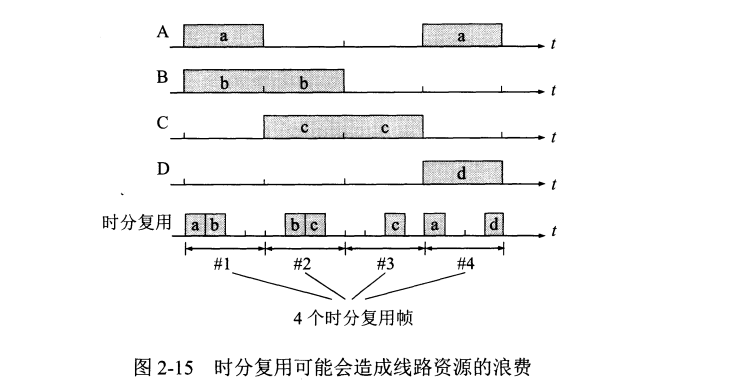 A a a t
B b b t
C c c t
D d t
时分复用 a b b c c a d t
#1 #2 #3 #4
4 个时分复用帧
图 2-15 时分复用可能会造成线路资源的浪费